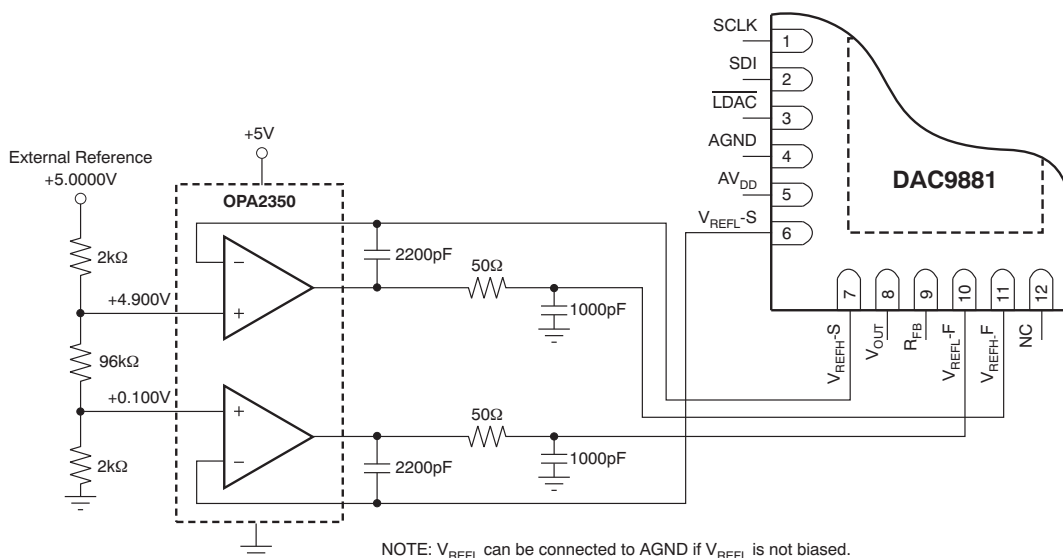 SCLK
1
SDI
2
LDAC
3
AGND
4
AVDD
5
VREFL-S
6
DAC9881
7
8
9
10
11
12
VREFH-S
VOUT
RFB
VREFL-F
VREFH-F
NC
+5V
External Reference
+5.0000V
OPA2350
2kΩ
2200pF
50Ω
+4.900V
1000pF
96kΩ
+0.100V
50Ω
2kΩ
2200pF
1000pF
−
+
+
−
NOTE: VREFL can be connected to AGND if VREFL is not biased.